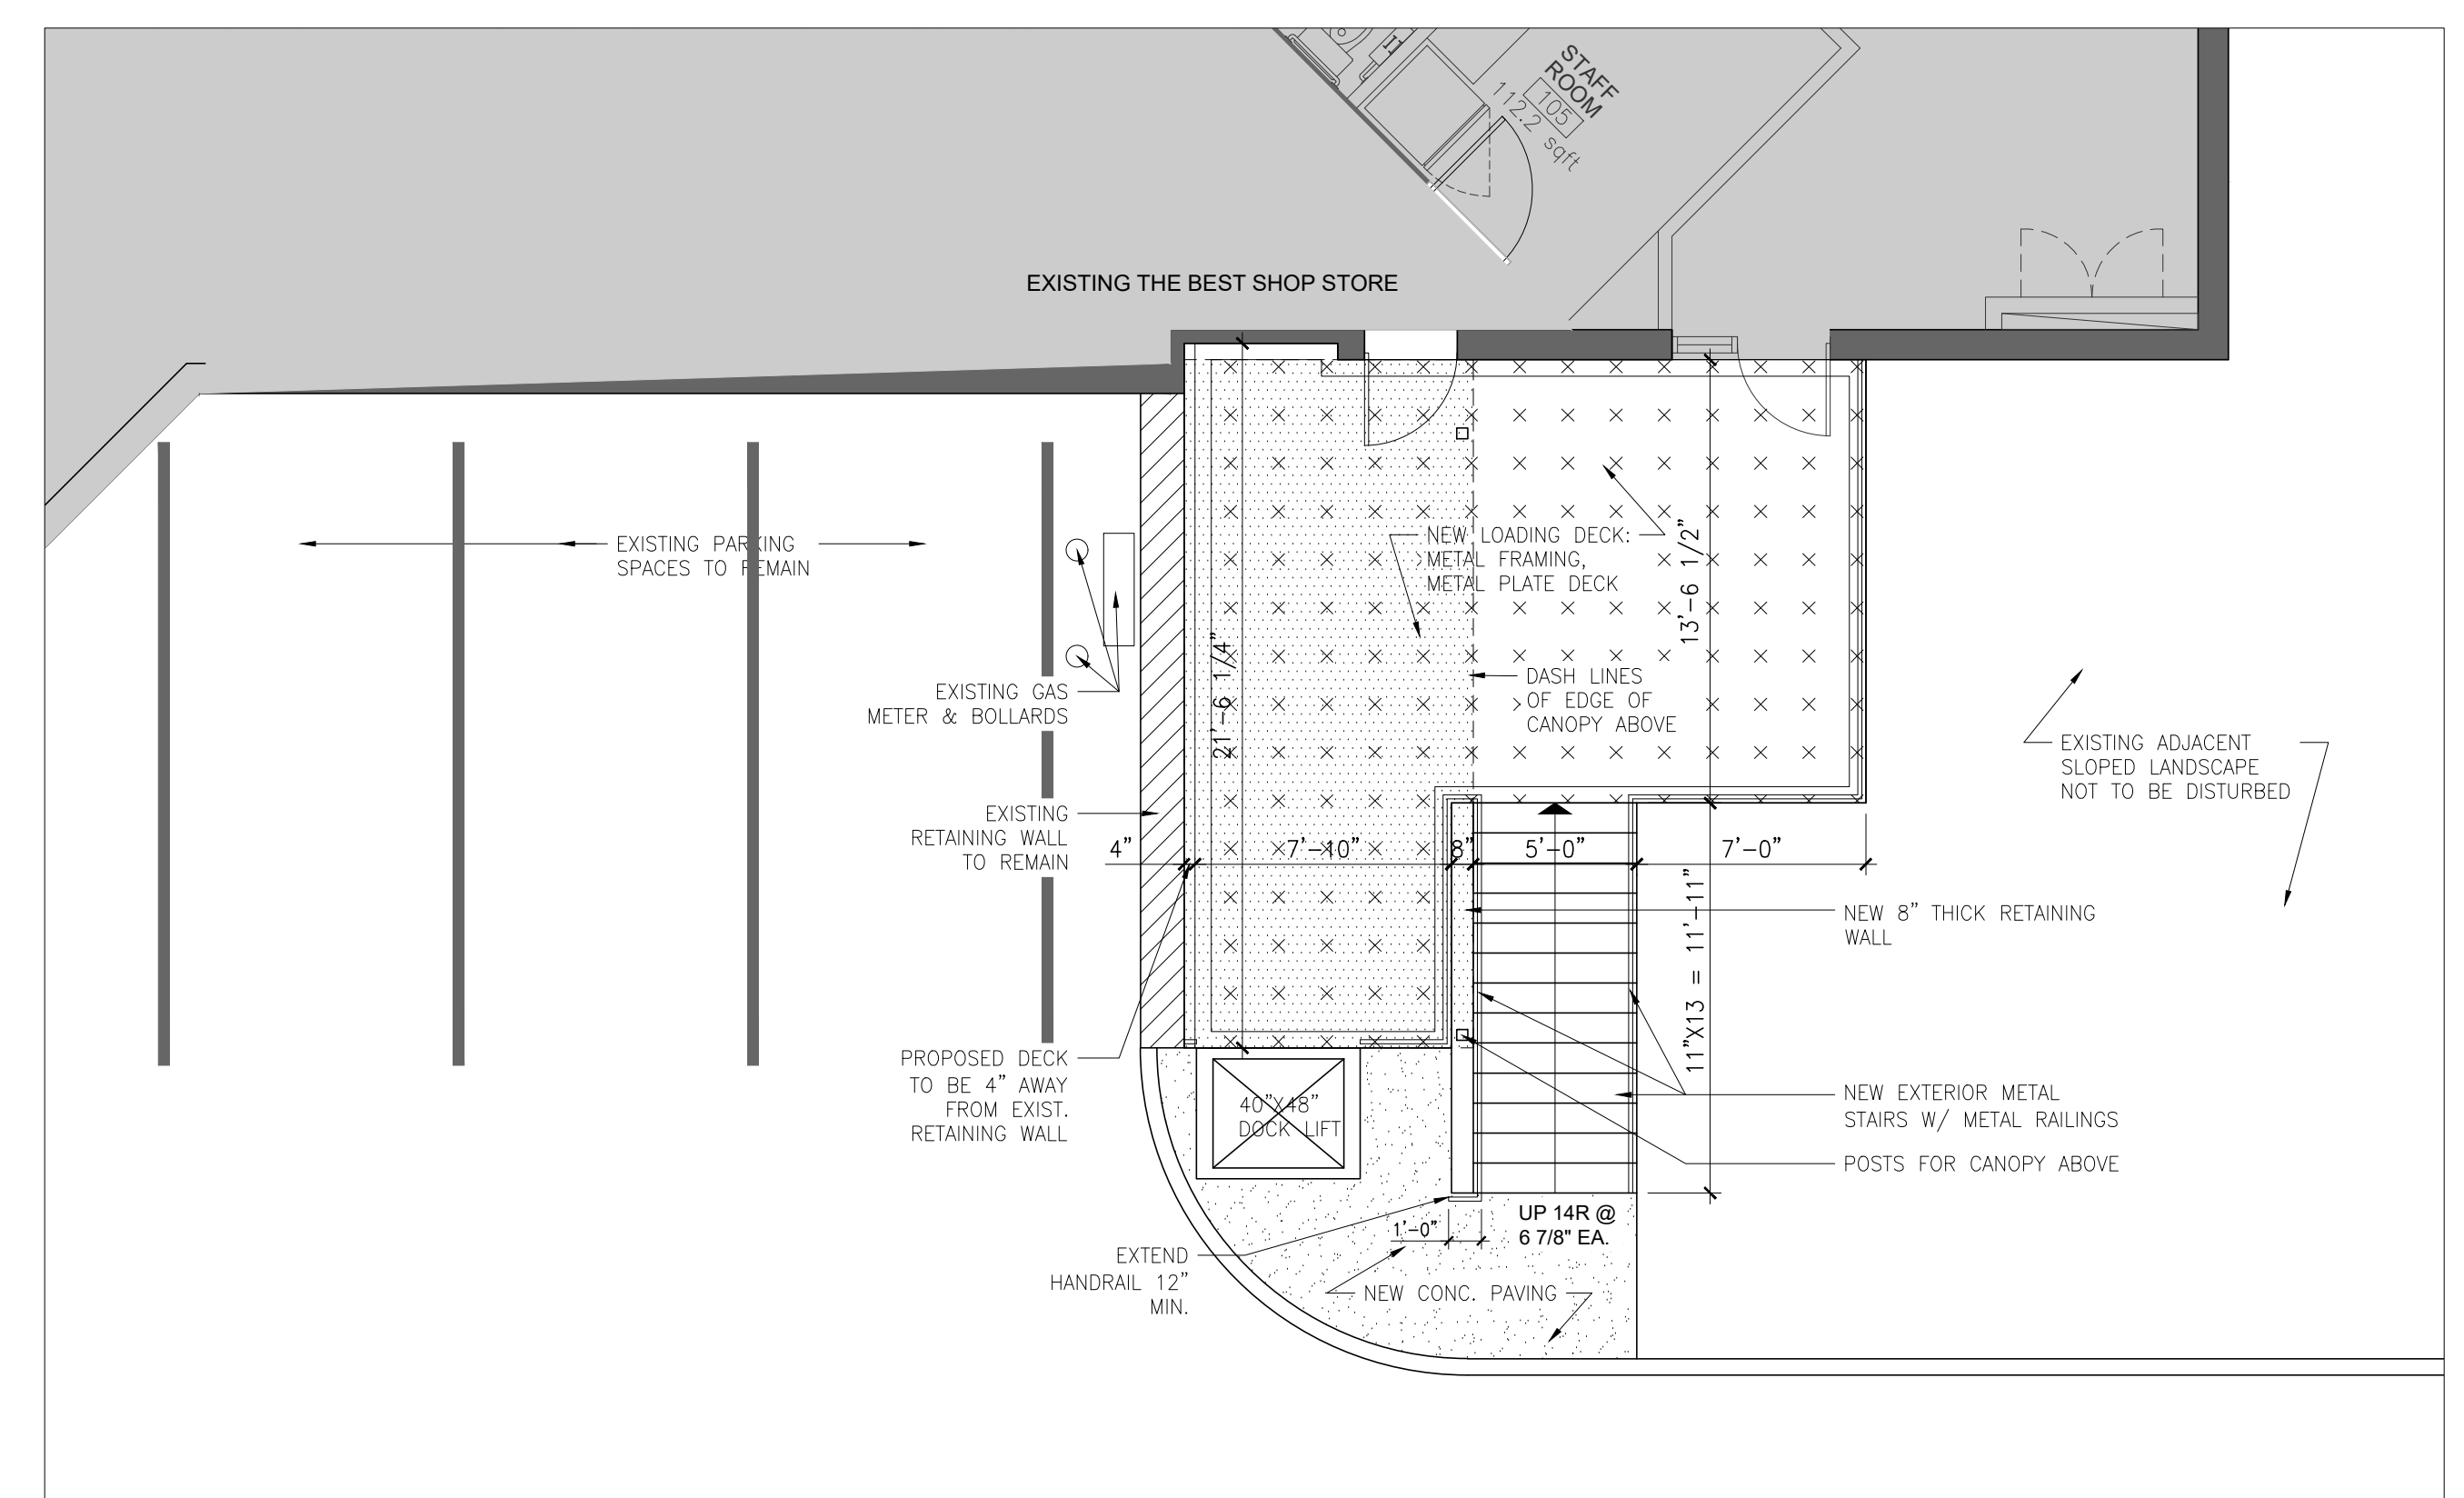 STAFF
ROOM
105
112.2 sqft
11
EXISTING THE BEST SHOP STORE
EXISTING PARKING
SPACES TO REMAIN
NEW LOADING DECK:
METAL FRAMING,
METAL PLATE DECK
13'-6 1/2"
21'-6 1/4"
DASH LINES
OF EDGE OF
CANOPY ABOVE
EXISTING GAS
METER & BOLLARDS
EXISTING ADJACENT
SLOPED LANDSCAPE
NOT TO BE DISTURBED
EXISTING
RETAINING WALL
TO REMAIN
4"
7'-10"
8"
5'-0"
7'-0"
NEW 8" THICK RETAINING
WALL
11"X13 = 11'-11"
PROPOSED DECK
TO BE 4" AWAY
FROM EXIST.
RETAINING WALL
40"X48"
DOCK LIFT
NEW EXTERIOR METAL
STAIRS W/ METAL RAILINGS
POSTS FOR CANOPY ABOVE
UP 14R @
6 7/8" EA.
1'-0"
EXTEND
HANDRAIL 12"
MIN.
NEW CONC. PAVING